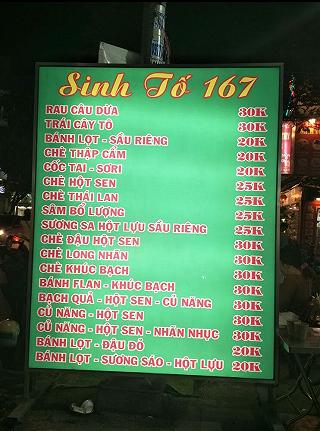 Sinh Tố 167
RAU CÂU DỪA 30K
TRÁI CÂY TÔ 30K
BÁNH LỌT - SẦU RIÊNG 20K
CHÈ THẬP CẨM 20K
CỐC TAI - SƠRI 20K
CHÈ HỘT SEN 25K
CHÈ THÁI LAN 25K
SÂM BỔ LƯỢNG 25K
SƯƠNG SA HỘT LỰU SẦU RIÊNG 25K
CHÈ ĐẬU HỘT SEN 30K
CHÈ LONG NHÃN 30K
CHÈ KHÚC BẠCH 30K
BÁNH FLAN - KHÚC BẠCH 30K
BẠCH QUẢ - HỘT SEN - CỦ NĂNG 30K
CỦ NĂNG - HỘT SEN 30K
CỦ NĂNG - HỘT SEN - NHÃN NHỤC 30K
BÁNH LỌT - ĐẬU ĐỎ 20K
BÁNH LỌT - SƯƠNG SÁO - HỘT LỰU 20K